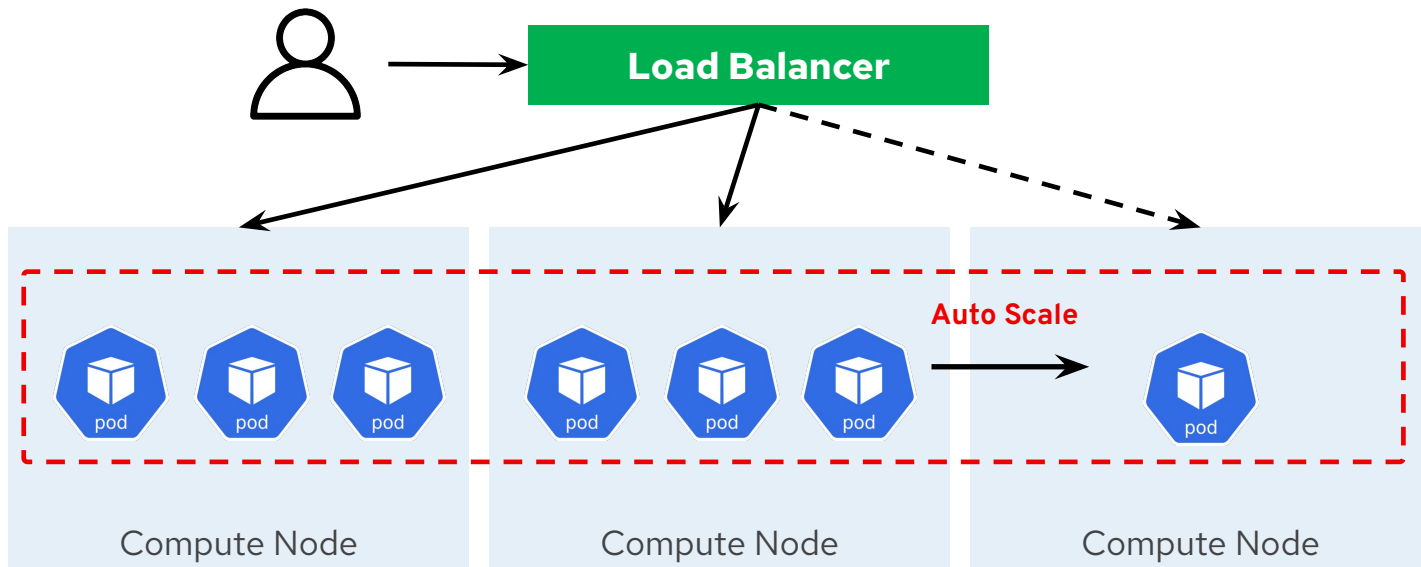 Load Balancer
Auto Scale
pod
pod
pod
pod
pod
pod
pod
Compute Node
Compute Node
Compute Node